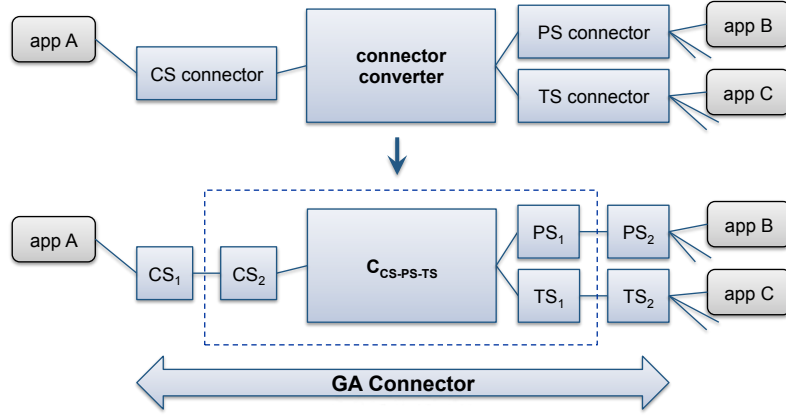 app A
CS connector
connector
converter
PS connector
TS connector
app B
app C
app A
CS1
CS2
CCS-PS-TS
PS1
TS1
PS2
TS2
app B
app C
GA Connector